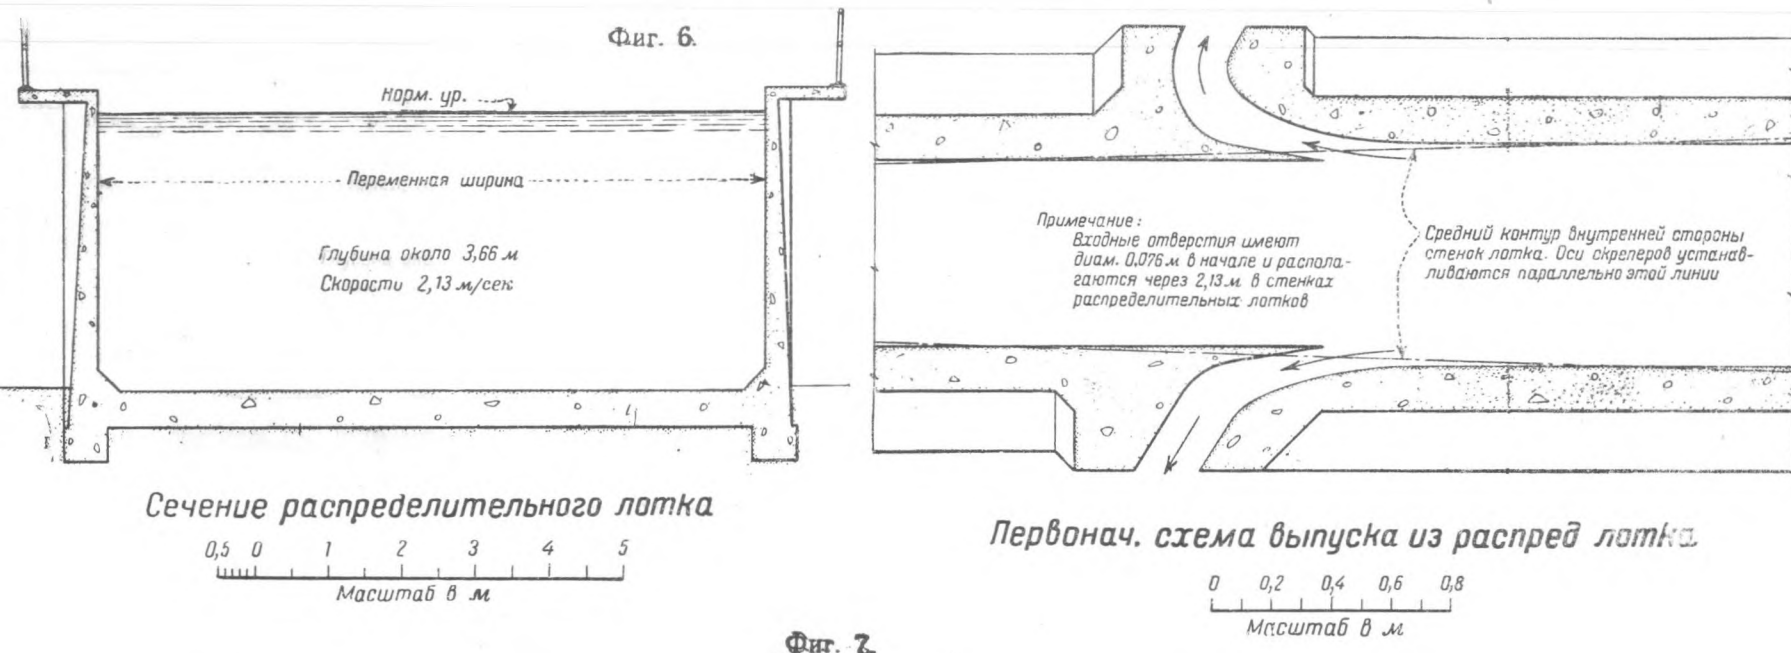 Фиг. 6.
Норм. ур.
Переменная ширина
Глубина около 3,66 м
Скорости 2,13 м/сек
Сечение распределительного лотка
0,5 0 1 2 3 4 5
Масштаб в м
Примечание:
Входные отверстия имеют
диам. 0,076 м в начале и распола-
гаются через 2,13 м в стенках
распределительных лотков
Средний контур внутренней стороны
стенок лотка. Оси скреперов устанав-
ливаются параллельно этой линии
Первонач. схема выпуска из распред лотка
0 0,2 0,4 0,6 0,8
Масштаб в м
Фиг. 7.